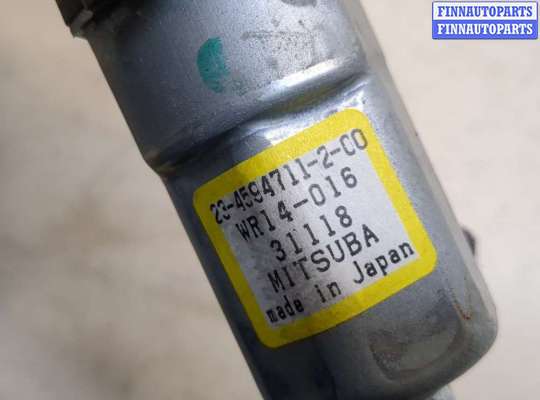 FINNAUTOPARTS
FINNAUTOPARTS
23-4594711-2-00
WR14-016
31118
MITSUBA
made in Japan